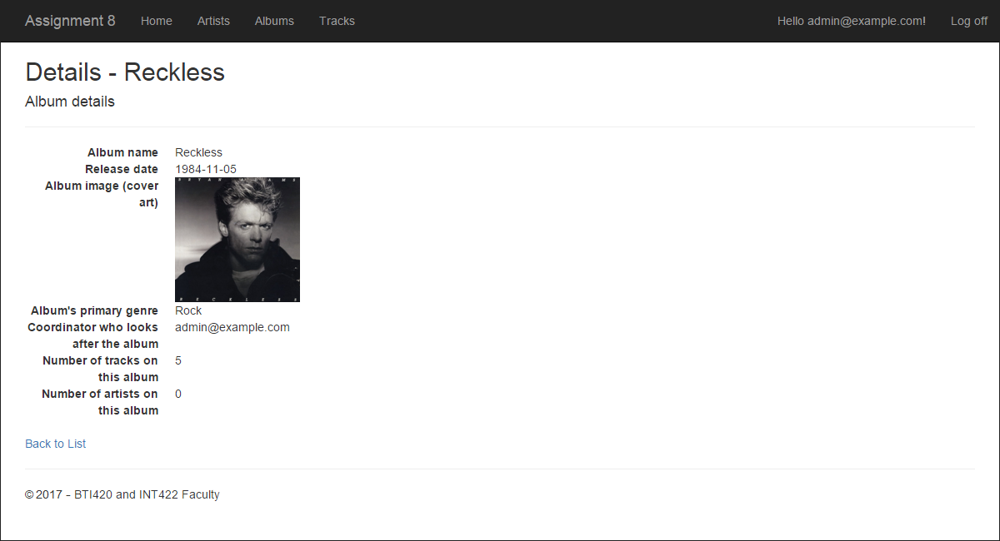 Assignment 8 Home Artists Albums Tracks Hello admin@example.com! Log off
Details - Reckless
Album details
Album name Reckless
Release date 1984-11-05
Album image (cover
art)
BRYAN ADAMS
RECKLESS
Album's primary genre Rock
Coordinator who looks admin@example.com
after the album
Number of tracks on 5
this album
Number of artists on 0
this album
Back to List
© 2017 - BTI420 and INT422 Faculty